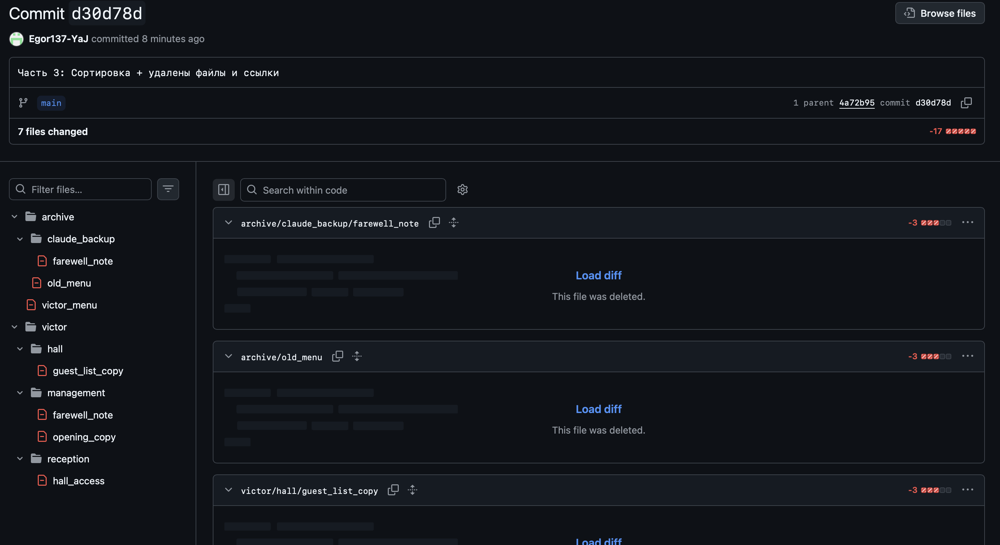 Commit d30d78d
Browse files
Egor137-YaJ committed 8 minutes ago
Часть 3: Сортировка + удалены файлы и ссылки
main
1 parent 4a72b95 commit d30d78d
7 files changed
-17
Filter files...
archive
claude_backup
farewell_note
old_menu
victor_menu
victor
hall
guest_list_copy
management
farewell_note
opening_copy
reception
hall_access
Search within code
archive/claude_backup/farewell_note
-3
Load diff
This file was deleted.
archive/old_menu
-3
Load diff
This file was deleted.
victor/hall/guest_list_copy
-3
Load diff